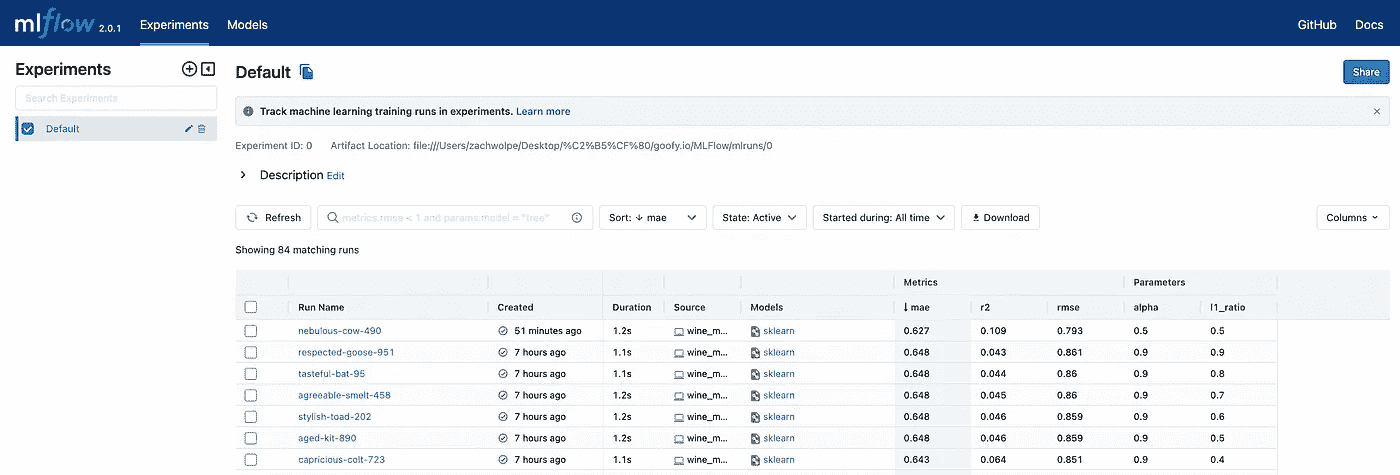 mlflow 2.0.1 Experiments Models GitHub Docs
Experiments
Search Experiments
Default
Default
Share
Track machine learning training runs in experiments. Learn more
Experiment ID: 0 Artifact Location: file:///Users/zachwolpe/Desktop/%C2%B5%CF%80/goofy.io/MLFlow/mlruns/0
Description Edit
Refresh metrics.rmse < 1 and params.model = "tree" Sort: ↓ mae State: Active Started during: All time Download Columns
Showing 84 matching runs
Metrics Parameters
Run Name Created Duration Source Models ↓ mae r2 rmse alpha l1_ratio
nebulous-cow-490 51 minutes ago 1.2s wine_m... sklearn 0.627 0.109 0.793 0.5 0.5
respected-goose-951 7 hours ago 1.1s wine_m... sklearn 0.648 0.043 0.861 0.9 0.9
tasteful-bat-95 7 hours ago 1.1s wine_m... sklearn 0.648 0.044 0.86 0.9 0.8
agreeable-smelt-458 7 hours ago 1.2s wine_m... sklearn 0.648 0.045 0.86 0.9 0.7
stylish-toad-202 7 hours ago 1.2s wine_m... sklearn 0.648 0.046 0.859 0.9 0.6
aged-kit-890 7 hours ago 1.2s wine_m... sklearn 0.648 0.046 0.859 0.9 0.5
capricious-colt-723 7 hours ago 1.1s wine_m... sklearn 0.643 0.064 0.851 0.9 0.4